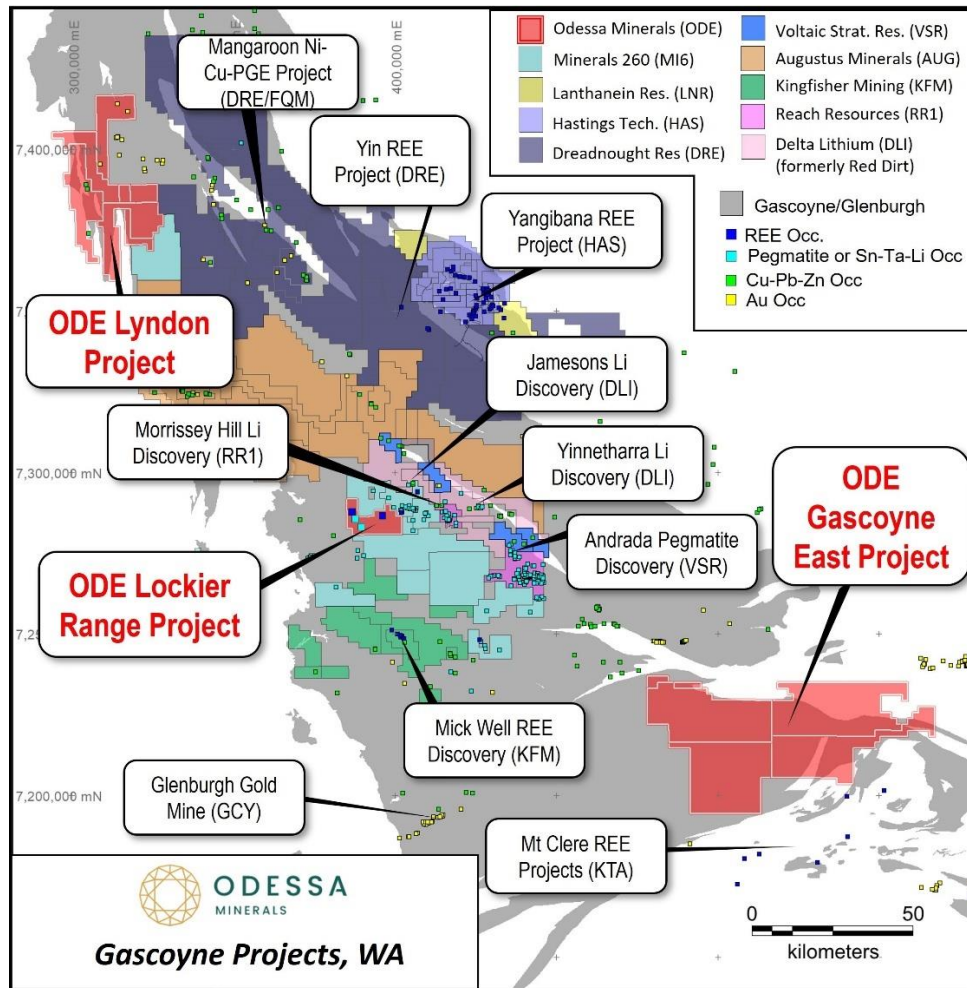 300,000 mE
400,000 mE
7,400,000 mN
7,300,000 mN
7,200,000 mN
Mangaroon Ni-
Cu-PGE Project
(DRE/FQM)
Yin REE
Project (DRE)
Yangibana REE
Project (HAS)
Odessa Minerals (ODE)
Minerals 260 (MI6)
Lanthanein Res. (LNR)
Hastings Tech. (HAS)
Dreadnought Res (DRE)
Voltaic Strat. Res. (VSR)
Augustus Minerals (AUG)
Kingfisher Mining (KFM)
Reach Resources (RR1)
Delta Lithium (DLI)
(formerly Red Dirt)
Gascoyne/Glenburgh
REE Occ.
Pegmatite or Sn-Ta-Li Occ
Cu-Pb-Zn Occ
Au Occ
ODE Lyndon
Project
Jamesons Li
Discovery (DLI)
Morrissey Hill Li
Discovery (RR1)
Yinnetharra Li
Discovery (DLI)
ODE
Gascoyne
East Project
Andrada Pegmatite
Discovery (VSR)
ODE Lockier
Range Project
Mick Well REE
Discovery (KFM)
Glenburgh Gold
Mine (GCY)
Mt Clere REE
Projects (KTA)
ODESSA
MINERALS
Gascoyne Projects, WA
0 50
kilometers